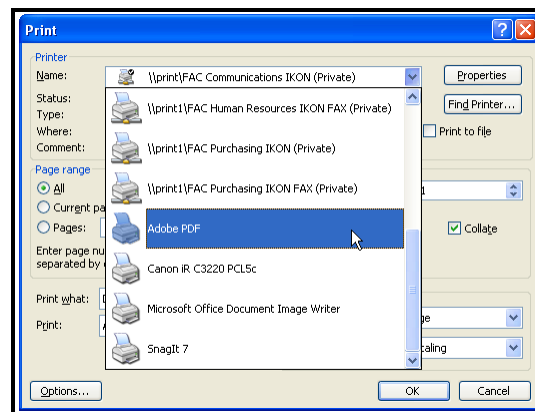 Print
Printer
Name: \\print\FAC Communications IKON (Private) Properties
Status: \\print1\FAC Human Resources IKON FAX (Private) Find Printer...
Type:
Where: \\print1\FAC Purchasing IKON (Private) Print to file
Comment:
Page range \\print1\FAC Purchasing IKON FAX (Private)
All 1
Current pa
Pages: Adobe PDF Collate
Enter page nu
separated by Canon iR C3220 PCL5c
Print what: Microsoft Office Document Image Writer ge
Print: SnagIt 7 caling
Options... OK Cancel